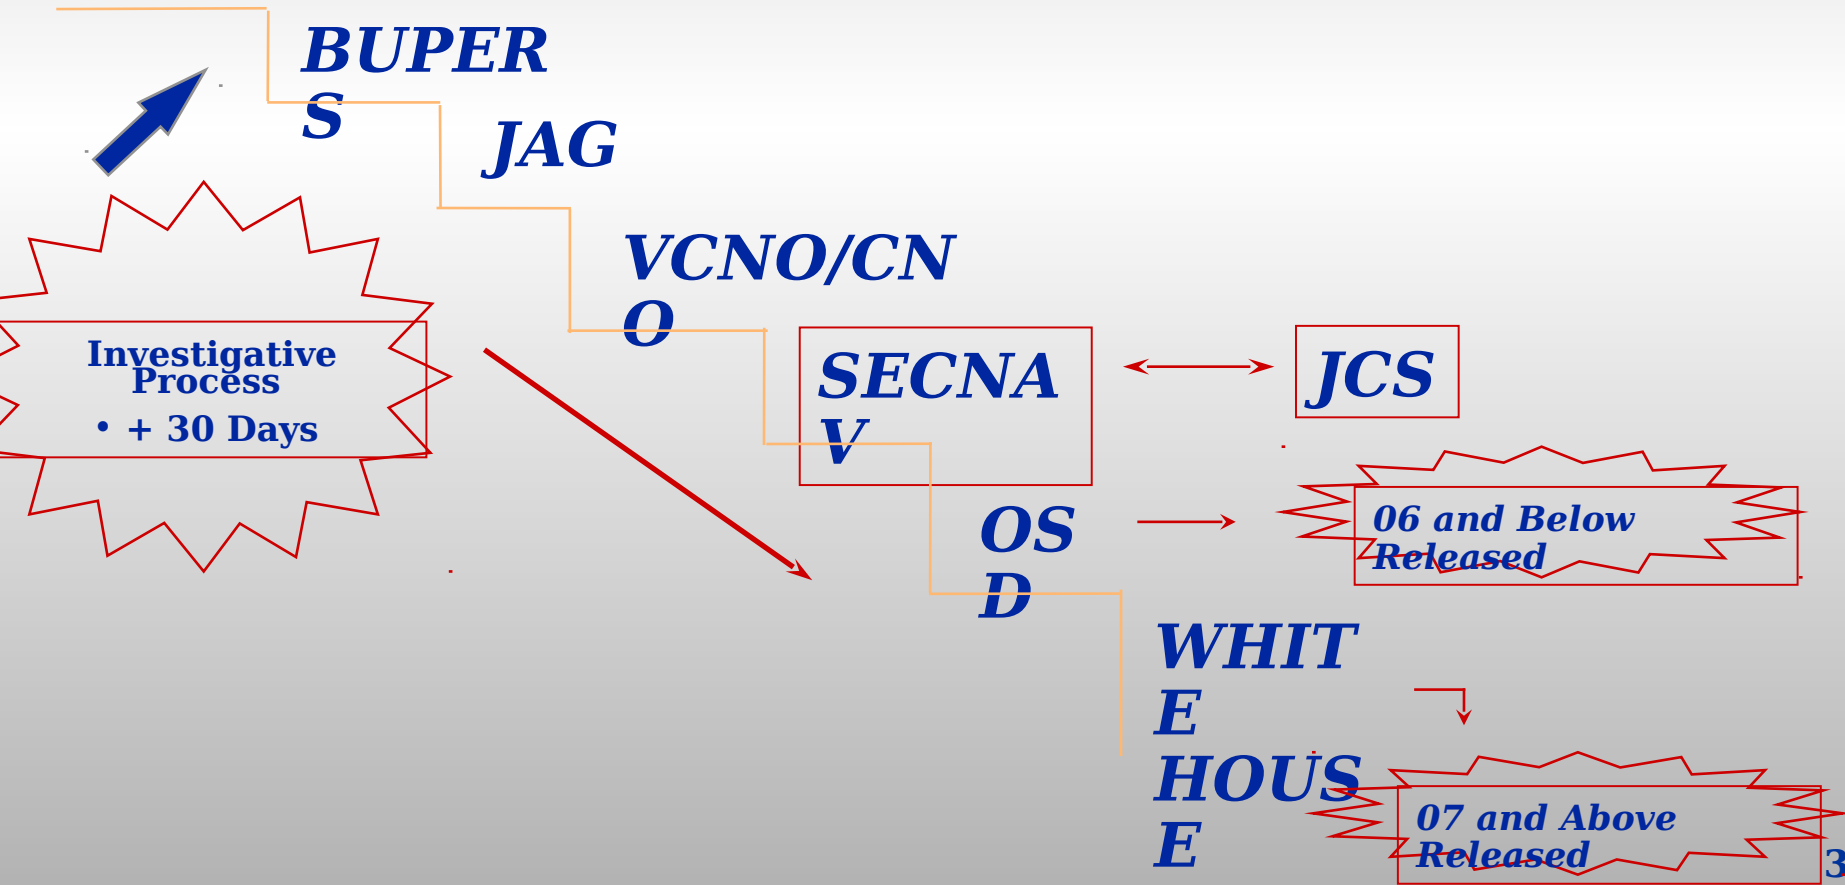 BUPER
S
JAG
VCNO/CN
O
SECNA
V
JCS
Investigative
Process
• + 30 Days
OS
D
06 and Below
Released
WHIT
E
HOUS
E
07 and Above
Released
3